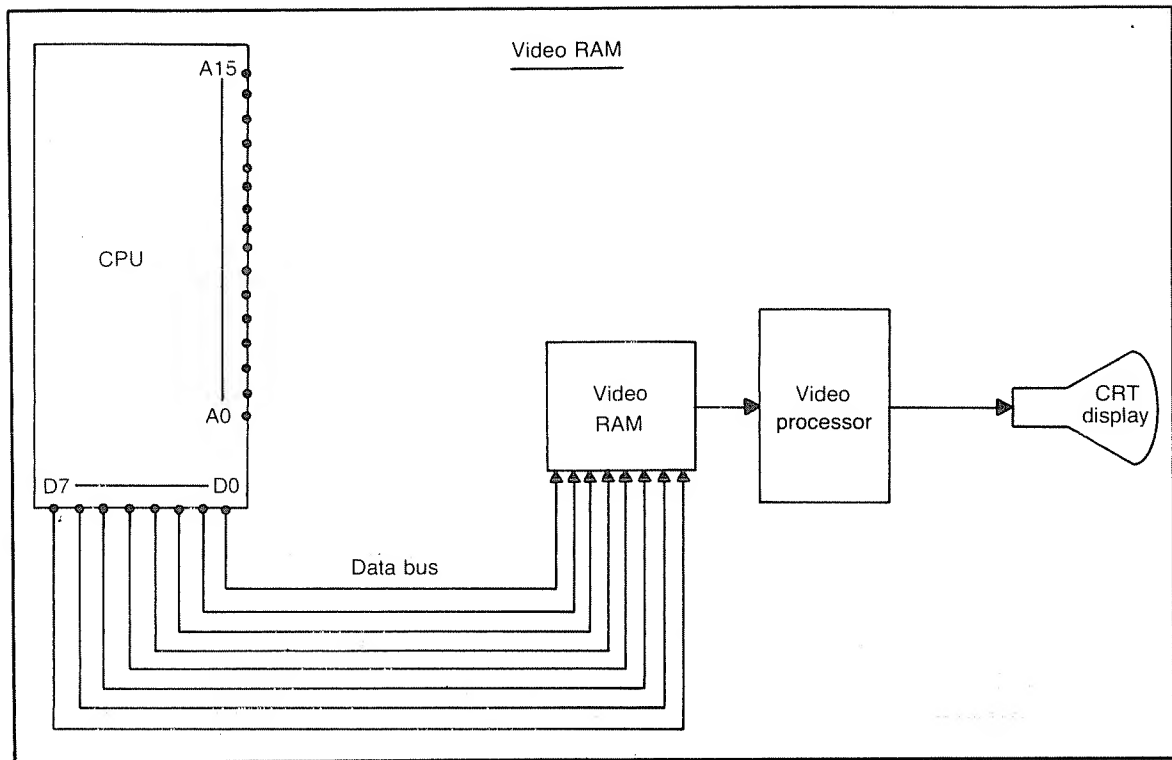 Video RAM
A15
CPU
A0
D7 D0
Data bus
Video
RAM
Video
processor
CRT
display